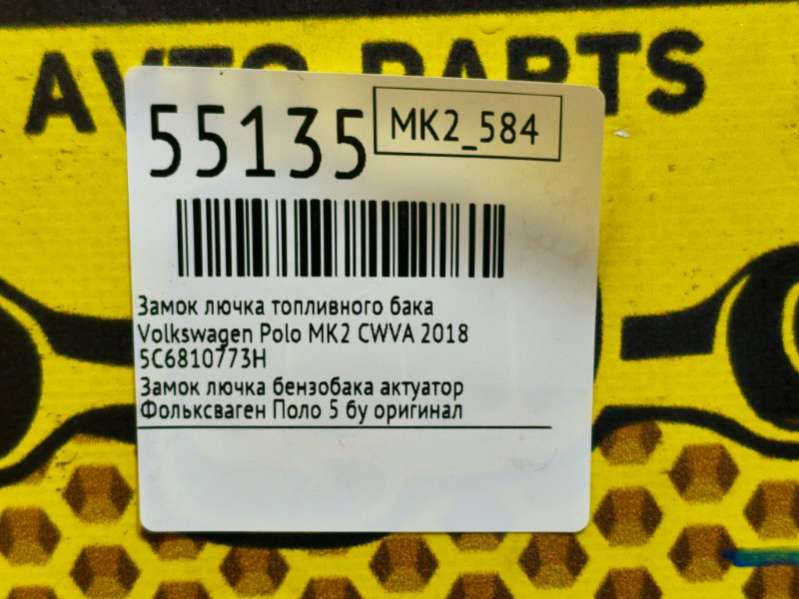 AVTO PARTS
55135
MK2_584
Замок лючка топливного бака
Volkswagen Polo MK2 CWVA 2018
5C6810773H
Замок лючка бензобака актуатор
Фольксваген Поло 5 бу оригинал